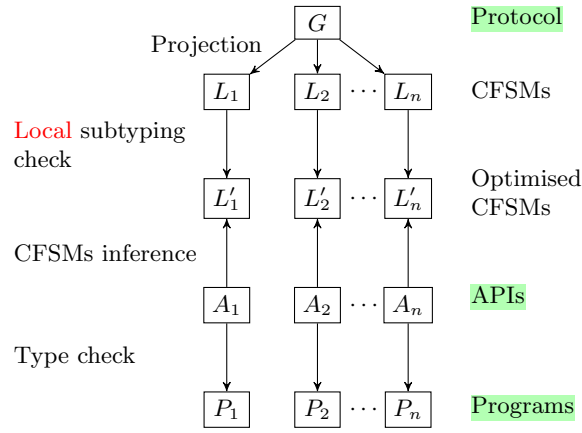 G Protocol
Projection
L₁ L₂ ··· Lₙ CFSMs
Local subtyping
check
L′₁ L′₂ ··· L′ₙ Optimised
CFSMs
CFSMs inference
A₁ A₂ ··· Aₙ APIs
Type check
P₁ P₂ ··· Pₙ Programs